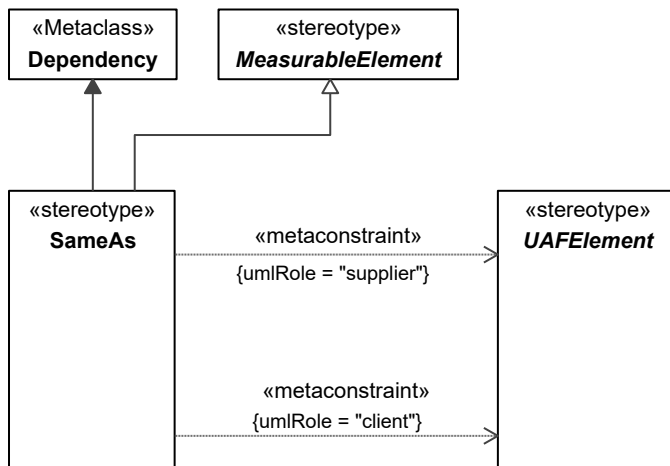 «Metaclass»
Dependency
«stereotype»
MeasurableElement
«stereotype»
SameAs
«stereotype»
UAFElement
«metaconstraint»
{umlRole = "supplier"}
«metaconstraint»
{umlRole = "client"}